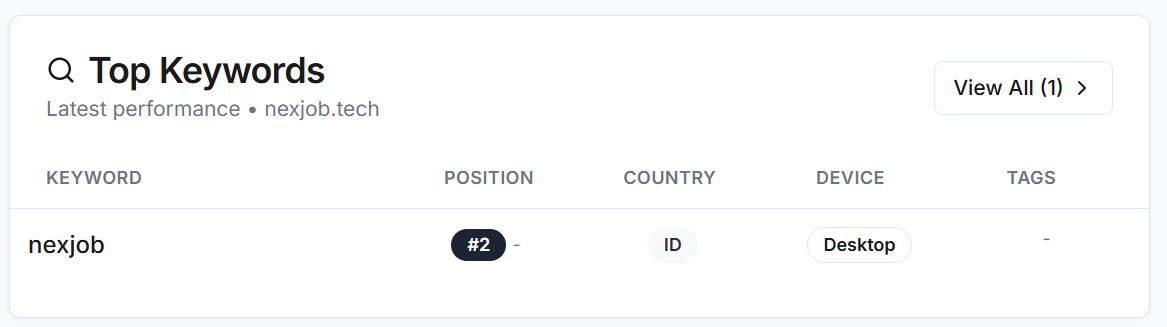 Top Keywords
Latest performance • nexjob.tech
View All (1)
KEYWORD POSITION COUNTRY DEVICE TAGS
nexjob #2 - ID Desktop -